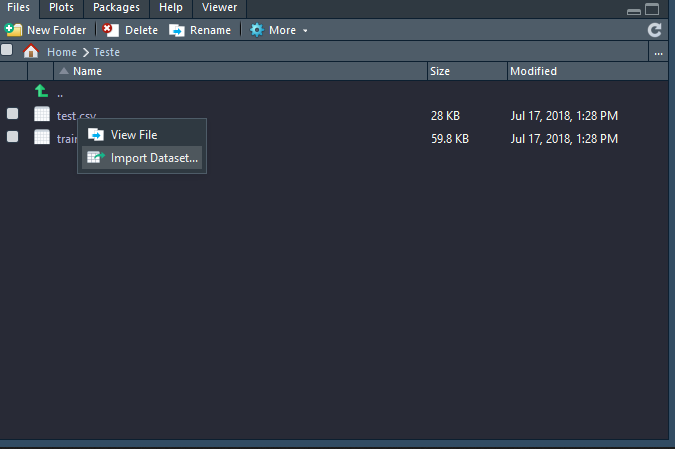 Files Plots Packages Help Viewer
New Folder Delete Rename More
Home Teste ...
Name Size Modified
..
test.csv 28 KB Jul 17, 2018, 1:28 PM
View File
59.8 KB Jul 17, 2018, 1:28 PM
Import Dataset...